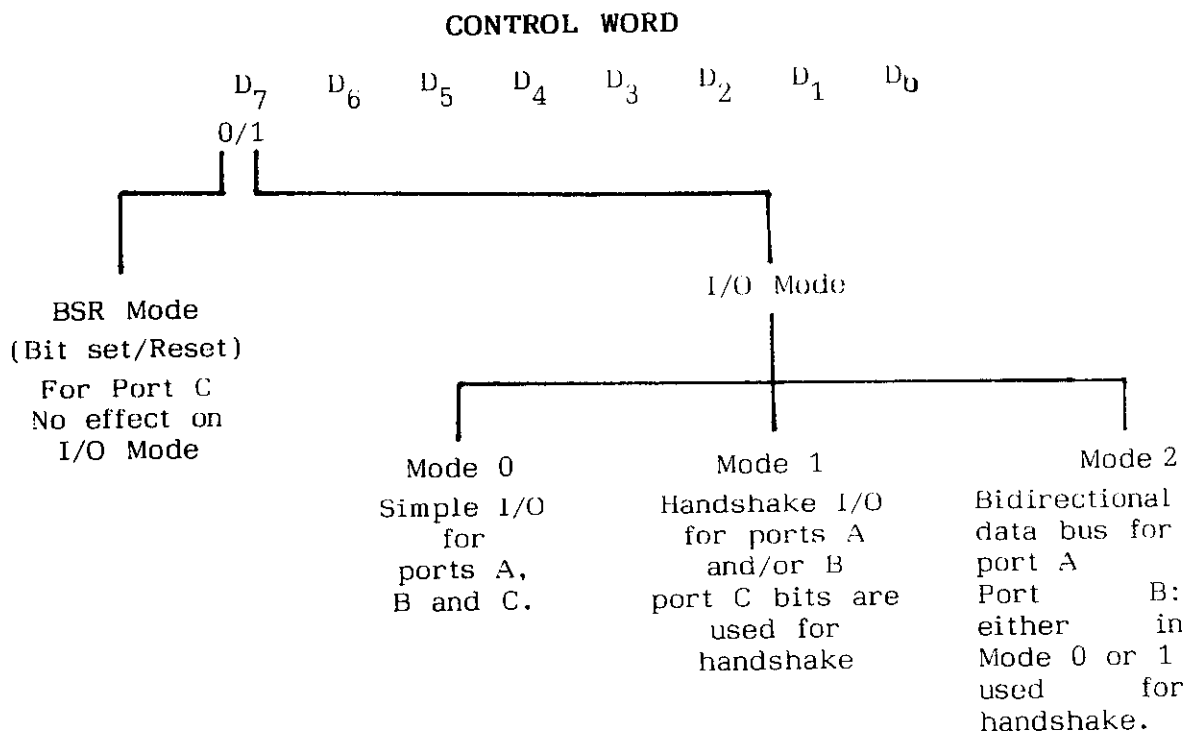 CONTROL WORD
D7 D6 D5 D4 D3 D2 D1 D0
0/1
BSR Mode
(Bit set/Reset)
For Port C
No effect on
I/O Mode
I/O Mode
Mode 0
Simple I/O
for
ports A,
B and C.
Mode 1
Handshake I/O
for ports A
and/or B
port C bits are
used for
handshake
Mode 2
Bidirectional
data bus for
port A
Port B:
either in
Mode 0 or 1
used for
handshake.